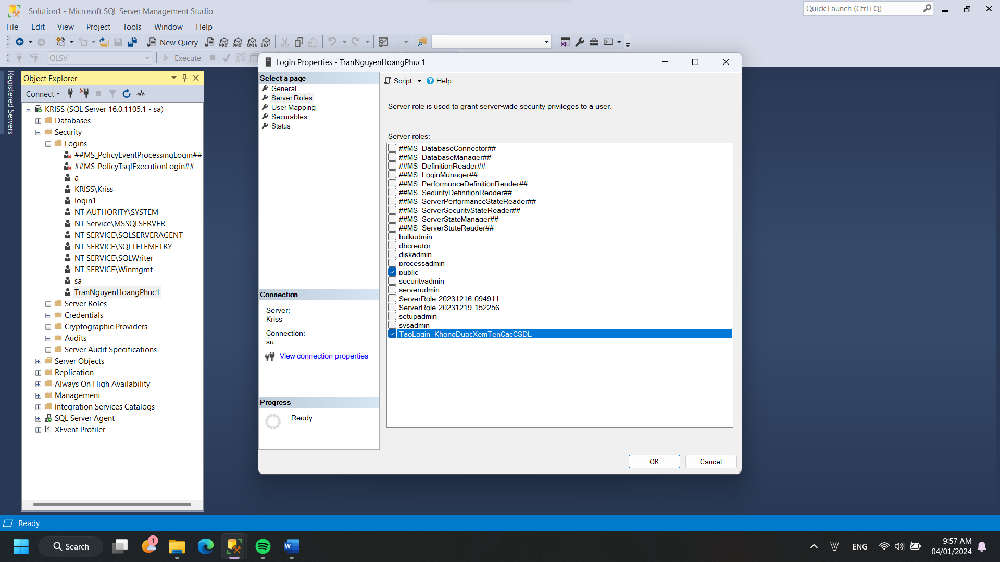 Solution1 - Microsoft SQL Server Management Studio
Quick Launch (Ctrl+Q)
File Edit View Project Tools Window Help
New Query MDX DMX XMLA DAX
QLSV Execute
Registered Servers
Object Explorer
Connect
KRISS (SQL Server 16.0.1105.1 - sa)
Databases
Security
Logins
##MS_PolicyEventProcessingLogin##
##MS_PolicyTsqlExecutionLogin##
a
KRISS\Kriss
login1
NT AUTHORITY\SYSTEM
NT Service\MSSQLSERVER
NT SERVICE\SQLSERVERAGENT
NT SERVICE\SQLTELEMETRY
NT SERVICE\SQLWriter
NT SERVICE\Winmgmt
sa
TranNguyenHoangPhuc1
Server Roles
Credentials
Cryptographic Providers
Audits
Server Audit Specifications
Server Objects
Replication
Always On High Availability
Management
Integration Services Catalogs
SQL Server Agent
XEvent Profiler
Login Properties - TranNguyenHoangPhuc1
Select a page
General
Server Roles
User Mapping
Securables
Status
Connection
Server:
Kriss
Connection:
sa
View connection properties
Progress
Ready
Script Help
Server role is used to grant server-wide security privileges to a user.
Server roles:
##MS_DatabaseConnector##
##MS_DatabaseManager##
##MS_DefinitionReader##
##MS_LoginManager##
##MS_PerformanceDefinitionReader##
##MS_SecurityDefinitionReader##
##MS_ServerPerformanceStateReader##
##MS_ServerSecurityStateReader##
##MS_ServerStateManager##
##MS_ServerStateReader##
bulkadmin
dbcreator
diskadmin
processadmin
public
securityadmin
serveradmin
ServerRole-20231216-094911
ServerRole-20231219-152256
setupadmin
sysadmin
TaoLogin_KhongDuocXemTenCacCSDL
OK Cancel
Ready
Search
1
ENG
9:57 AM
04/01/2024